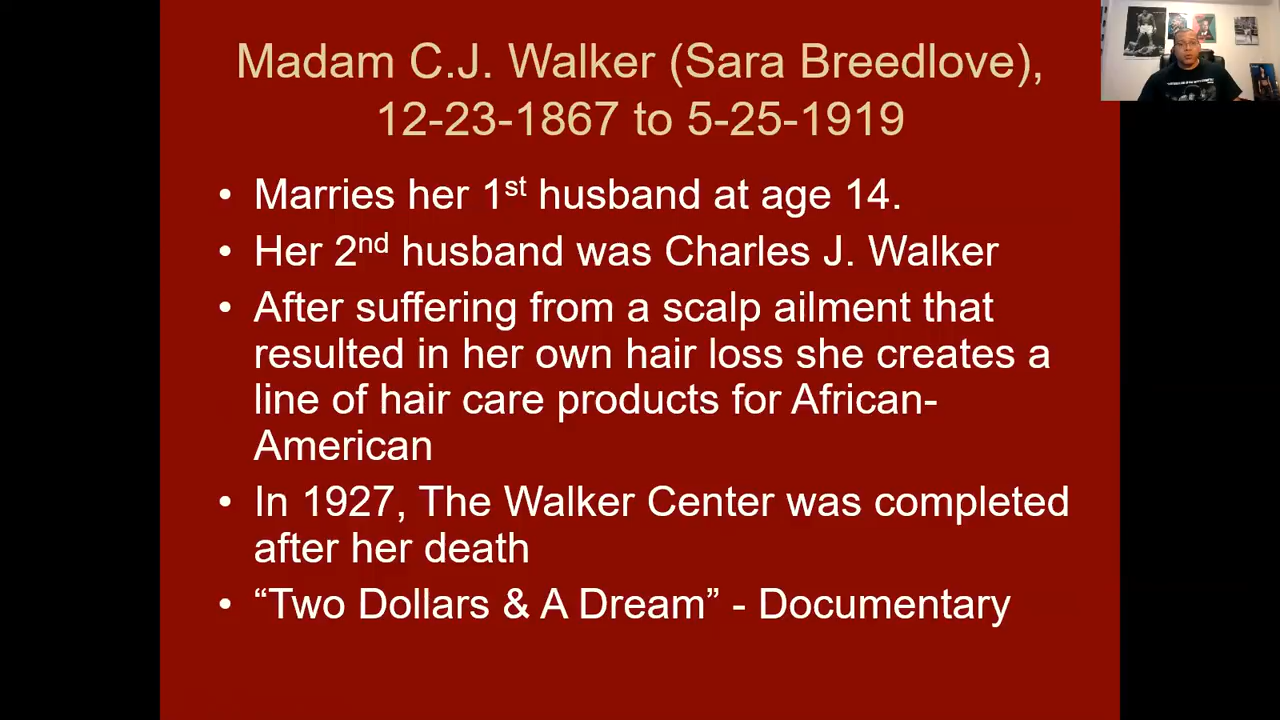 Madam C.J. Walker (Sara Breedlove),
12-23-1867 to 5-25-1919
• Marries her 1st husband at age 14.
• Her 2nd husband was Charles J. Walker
• After suffering from a scalp ailment that
resulted in her own hair loss she creates a
line of hair care products for African-
American
• In 1927, The Walker Center was completed
after her death
• “Two Dollars & A Dream” - Documentary